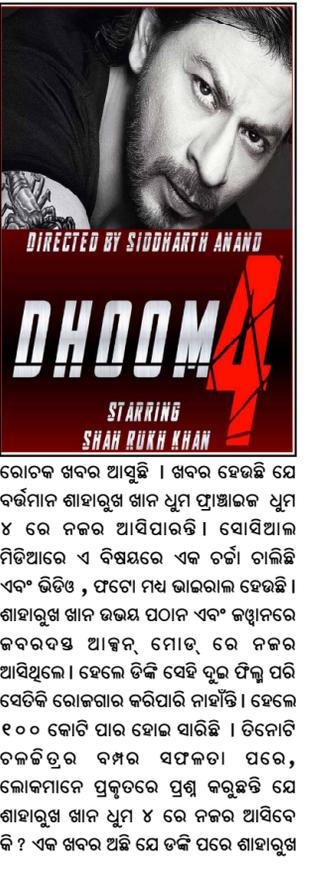 DIRECTED BY SIDDHARTH ANAND
DHOOM 4
STARRING
SHAH RUKH KHAN
ରୋଚକ ଖବର ଆସୁଛି । ଖବର ହେଉଛି ଯେ
ବର୍ତ୍ତମାନ ଶାହାରୁଖ ଖାନ ଧୁମ ଫ୍ରାଞ୍ଚାଇଜ ଧୁମ
୪ ରେ ନଜର ଆସିପାରନ୍ତି । ସୋସିଆଲ
ମିଡିଆରେ ଏ ବିଷୟରେ ଏକ ଚର୍ଚ୍ଚା ଚାଲିଛି
ଏବଂ ଭିଡିଓ , ଫଟୋ ମଧ୍ୟ ଭାଇରାଲ ହେଉଛି ।
ଶାହାରୁଖ ଖାନ ଉଭୟ ପଠାନ ଏବଂ ଜୱାନରେ
ଜବରଦସ୍ତ ଆକ୍ସନ୍ ମୋଡ୍ ରେ ନଜର
ଆସିଥିଲେ । ହେଲେ ଡିଙ୍କି ସେହି ଦୁଇ ଫିଲ୍ମ ପରି
ସେତିକି ରୋଜଗାର କରିପାରି ନାହାଁନ୍ତି । ହେଲେ
୧୦୦ କୋଟି ପାର ହୋଇ ସାରିଛି । ତିନୋଟି
ଚଳଚ୍ଚିତ୍ରର ବମ୍ପର ସଫଳତା ପରେ,
ଲୋକମାନେ ପ୍ରକୃତରେ ପ୍ରଶ୍ନ କରୁଛନ୍ତି ଯେ
ଶାହାରୁଖ ଖାନ ଧୁମ ୪ ରେ ନଜର ଆସିବେ
କି ? ଏକ ଖବର ଅଛି ଯେ ଡଙ୍କି ପରେ ଶାହାରୁଖ